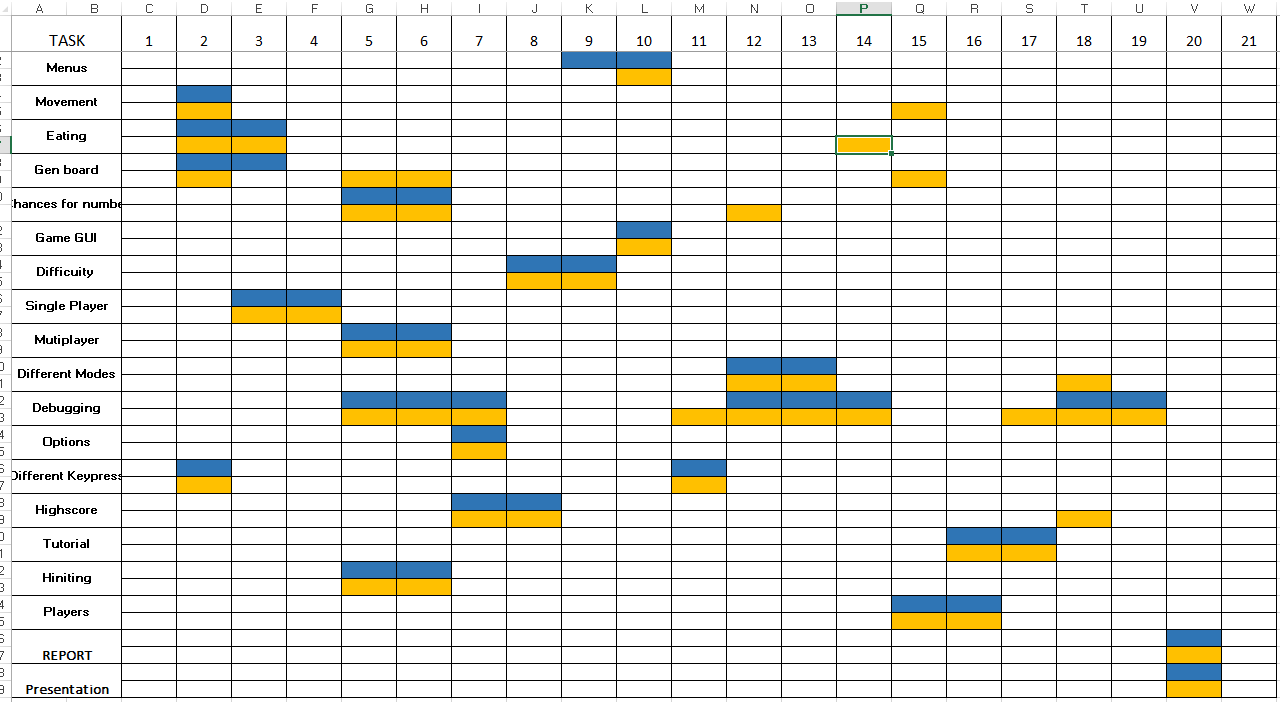 A B C D E F G H I J K L M N O P Q R S T U V W
TASK 1 2 3 4 5 6 7 8 9 10 11 12 13 14 15 16 17 18 19 20 21
Menus
Movement
Eating
Gen board
hances for numbe
Game GUI
Difficuity
Single Player
Mutiplayer
Different Modes
Debugging
Options
Different Keypress
Highscore
Tutorial
Hiniting
Players
REPORT
Presentation